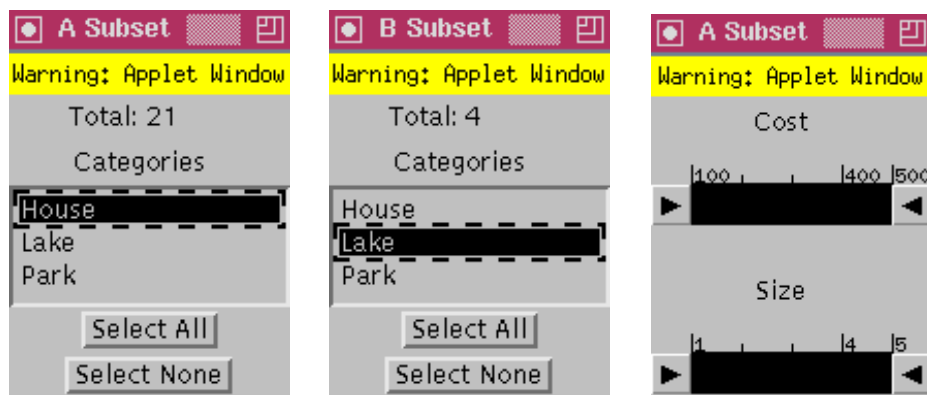 A Subset
Warning: Applet Window
Total: 21
Categories
House
Lake
Park
Select All
Select None
B Subset
Warning: Applet Window
Total: 4
Categories
House
Lake
Park
Select All
Select None
A Subset
Warning: Applet Window
Cost
100 400 500
Size
1 4 5